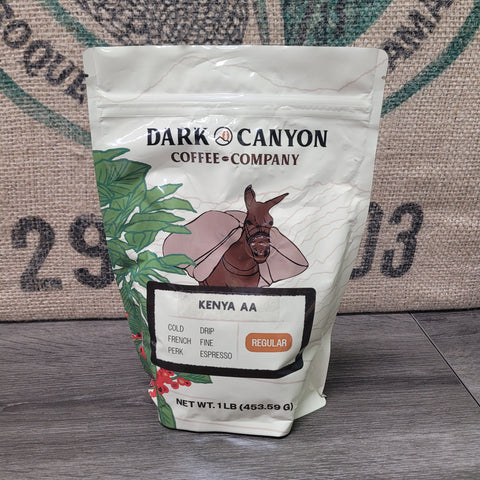 DARK CANYON
COFFEE COMPANY
KENYA AA
COLD DRIP
FRENCH FINE
PERK ESPRESSO
REGULAR
NET WT. 1 LB (453.59 G)
29
03